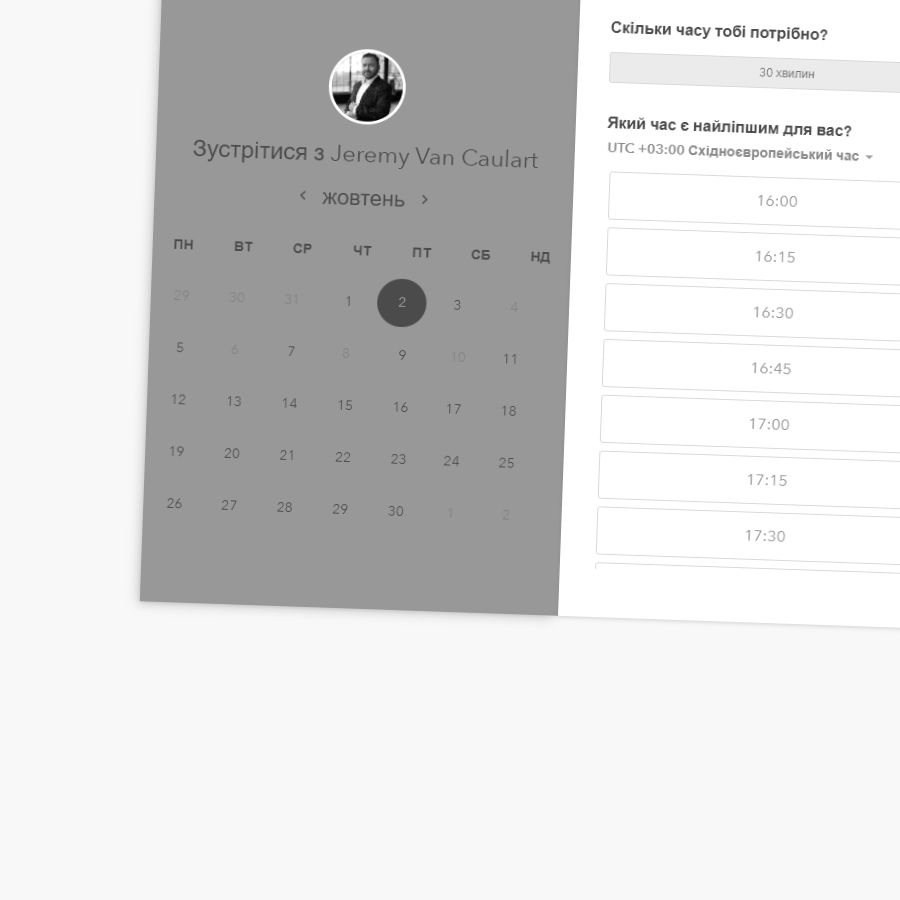 Зустрітися з Jeremy Van Caulart
жовтень
ПН ВТ СР ЧТ ПТ СБ НД
29 30 31 1 2 3 4
5 6 7 8 9 10 11
12 13 14 15 16 17 18
19 20 21 22 23 24 25
26 27 28 29 30 1 2
Скільки часу тобі потрібно?
30 хвилин
Який час є найліпшим для вас?
UTC +03:00 Східноєвропейський час
16:00
16:15
16:30
16:45
17:00
17:15
17:30